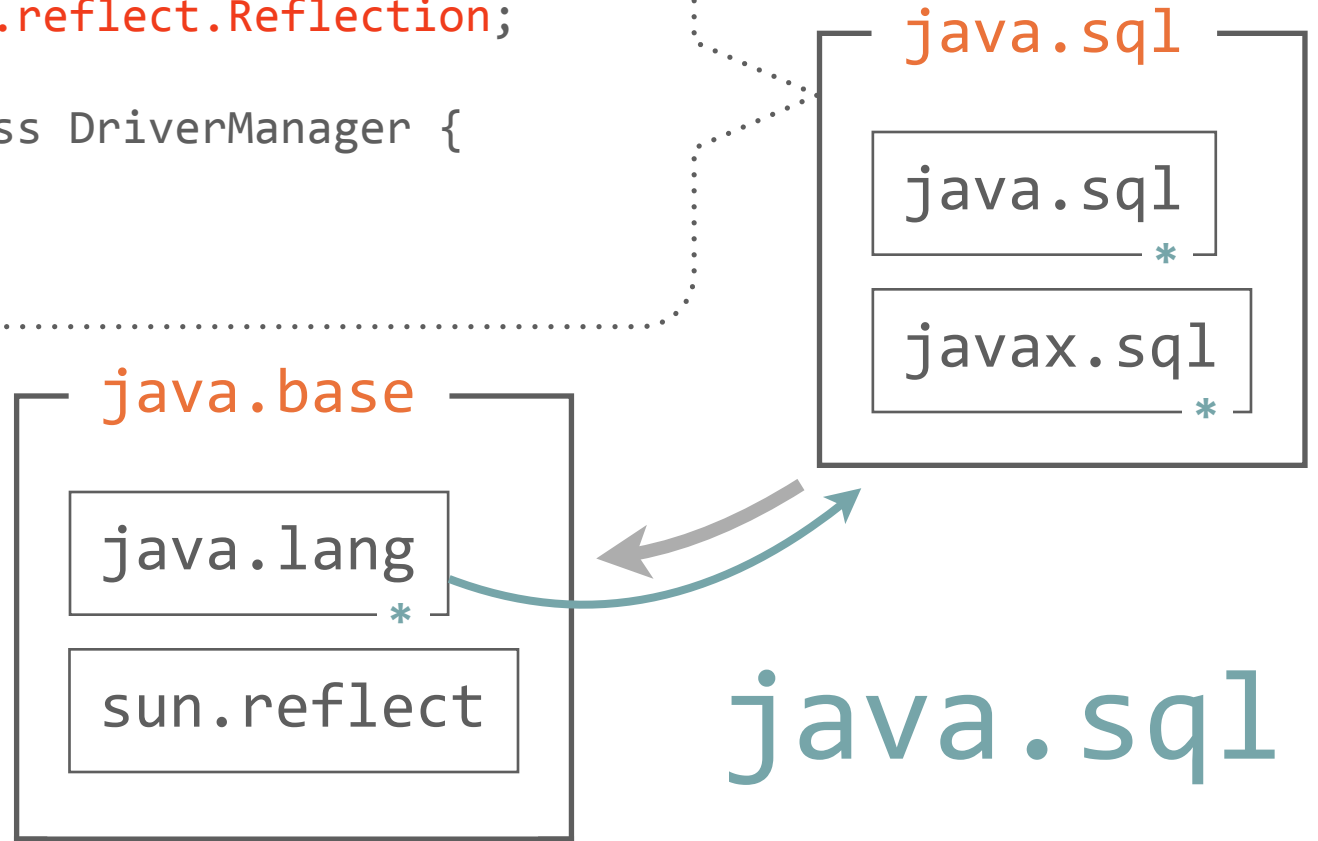 .reflect.Reflection;
ss DriverManager {
java.sql
java.sql
*
javax.sql
*
java.base
java.lang
*
sun.reflect
java.sql